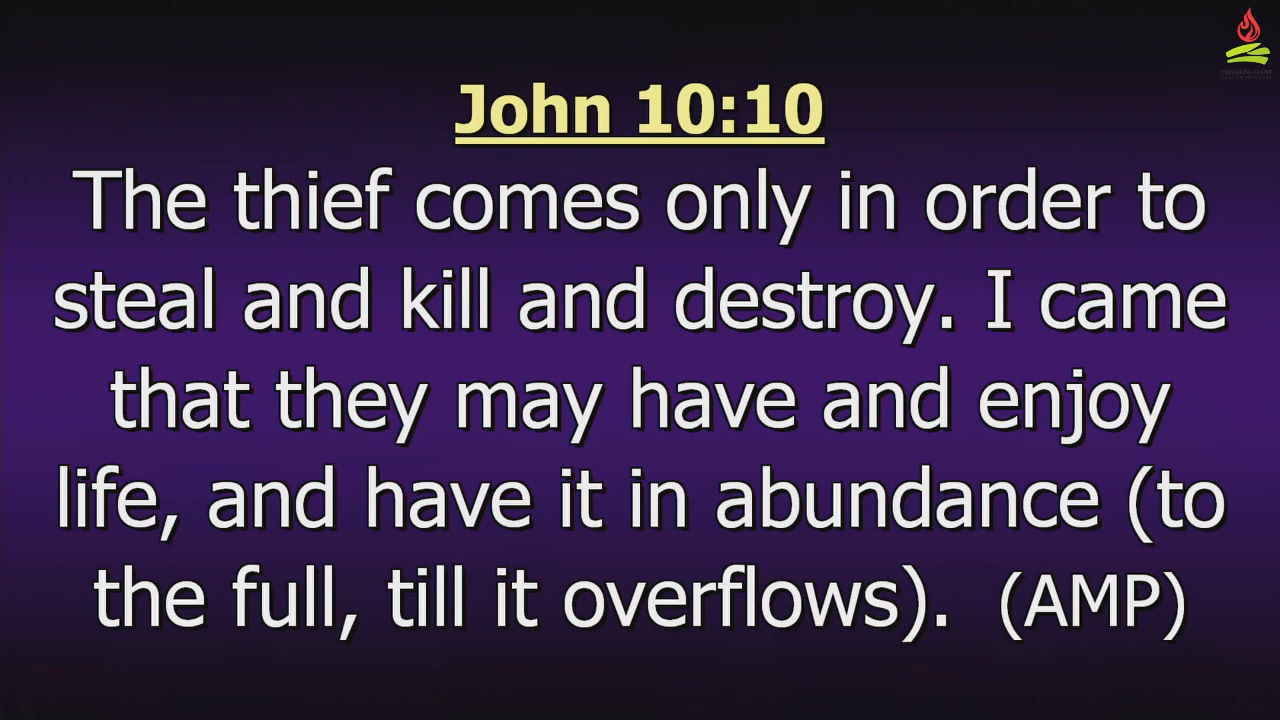 John 10:10
The thief comes only in order to
steal and kill and destroy. I came
that they may have and enjoy
life, and have it in abundance (to
the full, till it overflows).  (AMP)